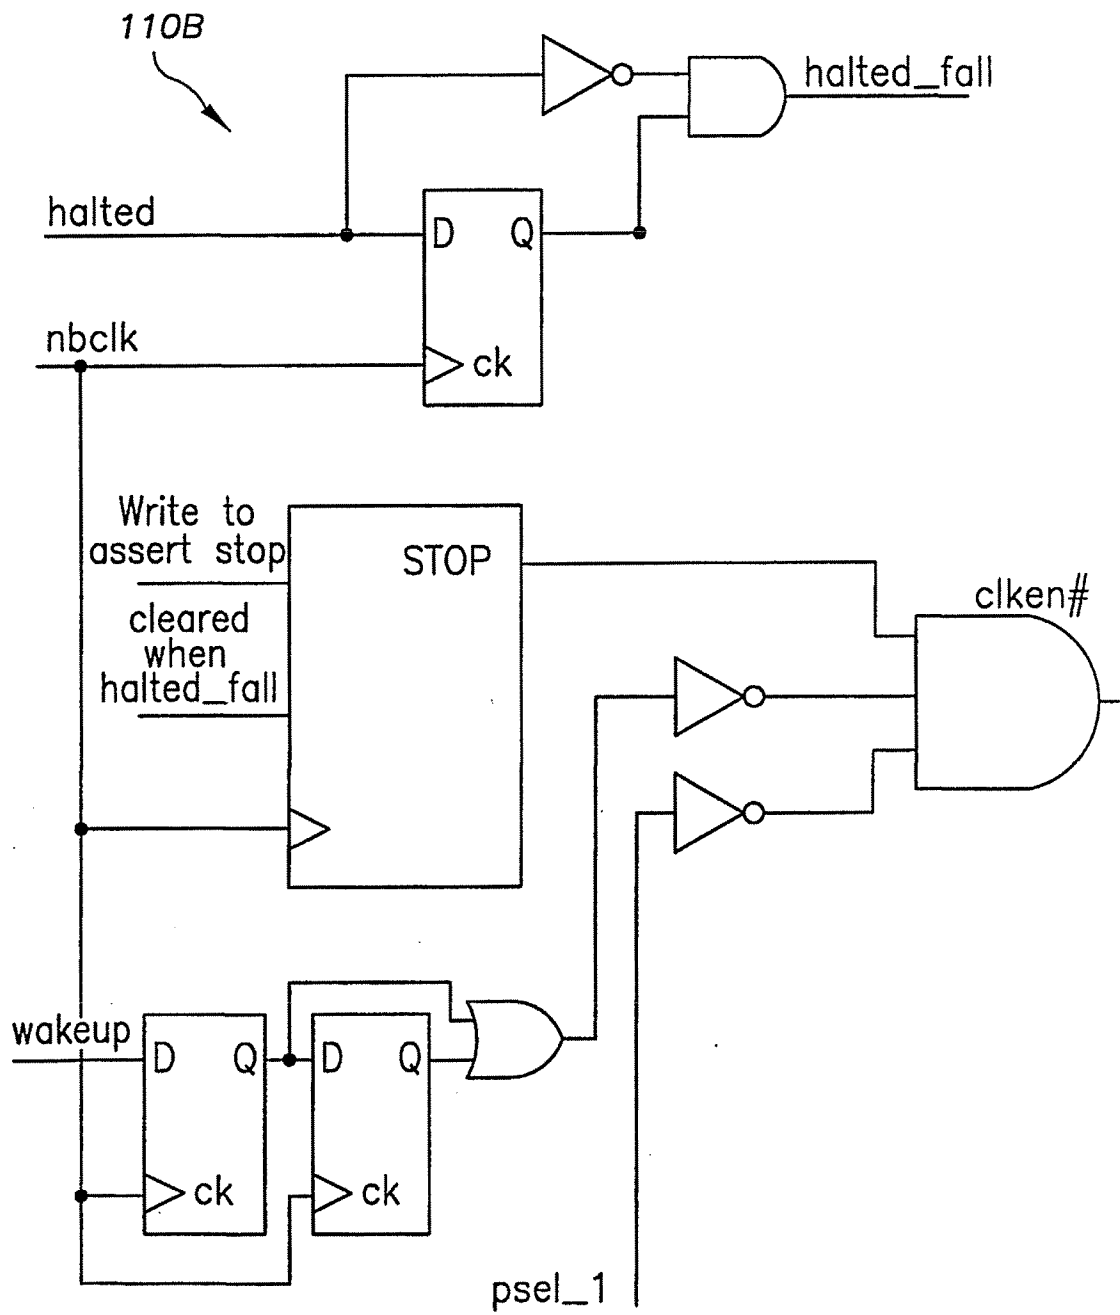 110B
halted_fall
halted
D Q
nbclk
ck
Write to
assert stop
STOP
cleared
when
halted_fall
clken#
wakeup
D Q D Q
ck ck
psel_1